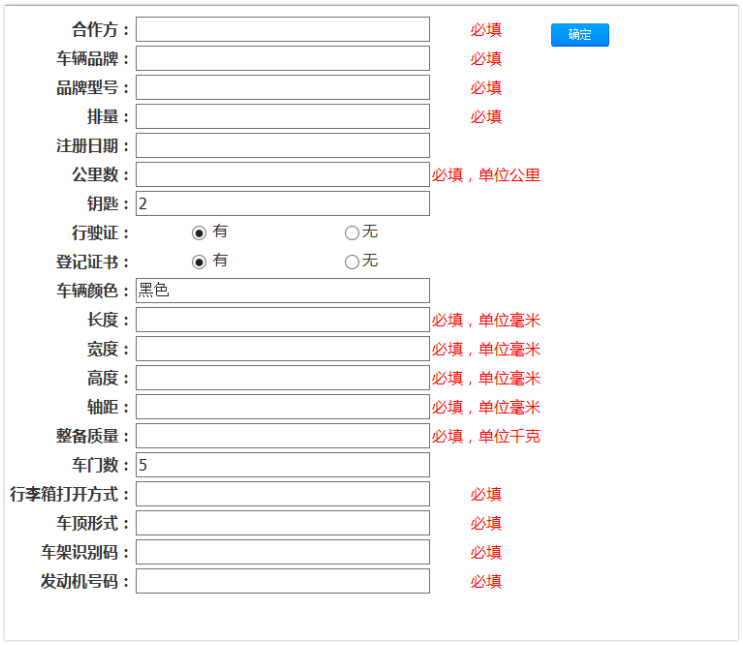 合作方： 必填 确定
车辆品牌： 必填
品牌型号： 必填
排量： 必填
注册日期：
公里数： 必填，单位公里
钥匙： 2
行驶证： 有 无
登记证书： 有 无
车辆颜色： 黑色
长度： 必填，单位毫米
宽度： 必填，单位毫米
高度： 必填，单位毫米
轴距： 必填，单位毫米
整备质量： 必填，单位千克
车门数： 5
行李箱打开方式： 必填
车顶形式： 必填
车架识别码： 必填
发动机号码： 必填